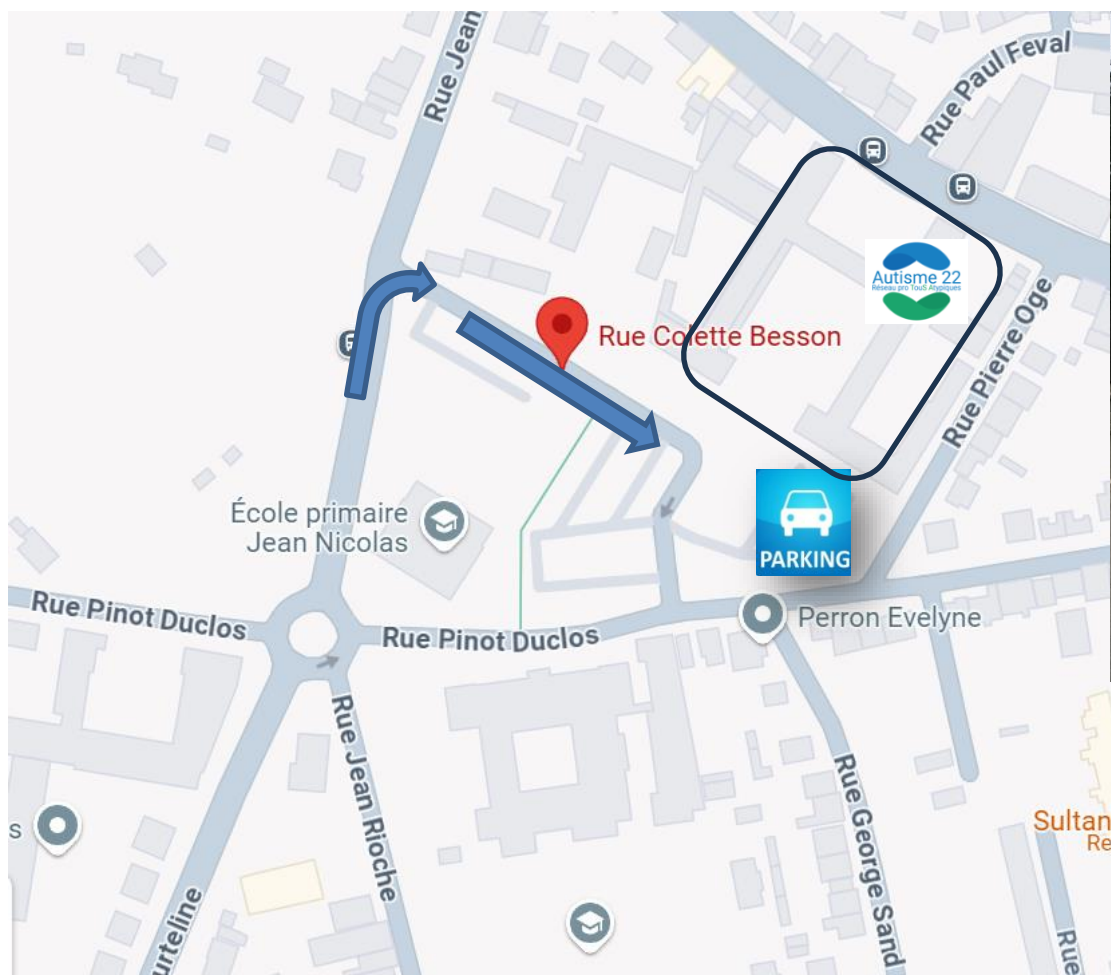 Rue Jean
Rue Paul Feval
Autisme 22
Réseau pro TouS Atypiques
Rue Colette Besson
Rue Pierre Oge
École primaire
Jean Nicolas
PARKING
Rue Pinot Duclos
Rue Pinot Duclos
Perron Evelyne
Rue Jean Rioche
Rue George Sand
s
Sultan
Re
urteline
Rue